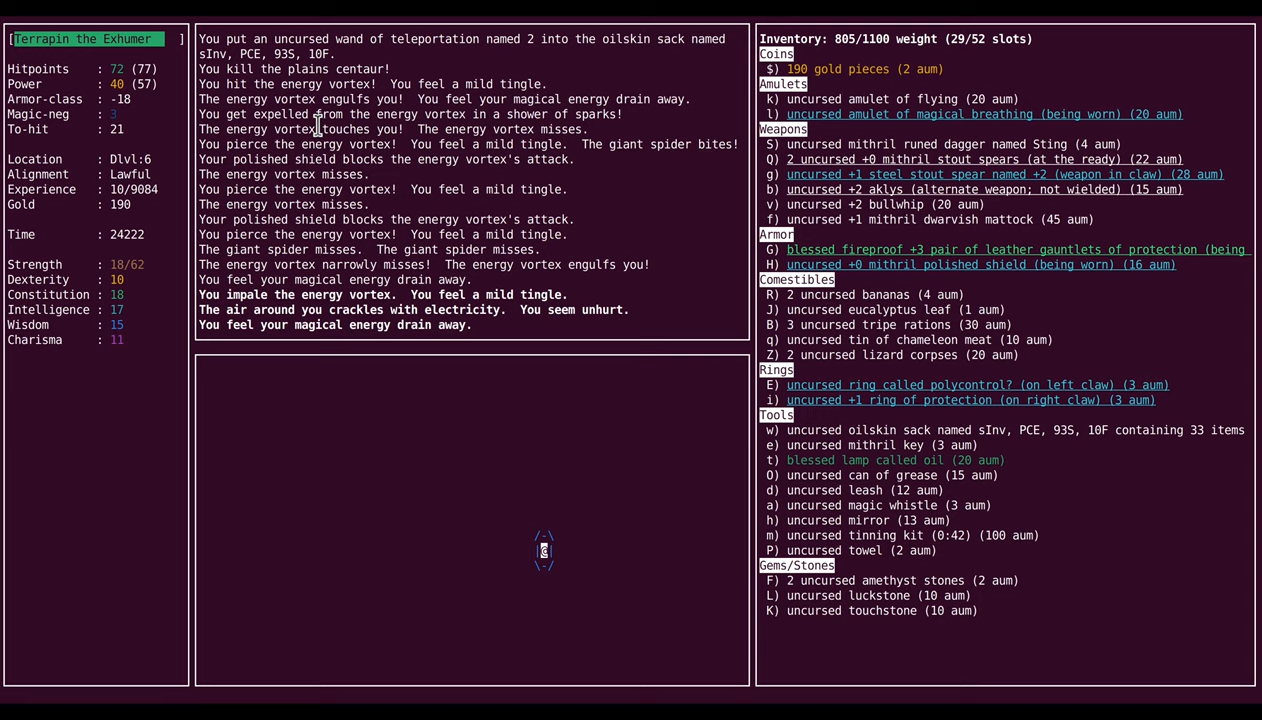 [Terrapin the Exhumer ]
Hitpoints : 72 (77)
Power : 40 (57)
Armor-class : -18
Magic-neg : 3
To-hit : 21
Location : Dlvl:6
Alignment : Lawful
Experience : 10/9084
Gold : 190
Time : 24222
Strength : 18/62
Dexterity : 10
Constitution : 18
Intelligence : 17
Wisdom : 15
Charisma : 11
You put an uncursed wand of teleportation named 2 into the oilskin sack named
sInv, PCE, 93S, 10F.
You kill the plains centaur!
You hit the energy vortex! You feel a mild tingle.
The energy vortex engulfs you! You feel your magical energy drain away.
You get expelled from the energy vortex in a shower of sparks!
The energy vortex touches you! The energy vortex misses.
You pierce the energy vortex! You feel a mild tingle. The giant spider bites!
Your polished shield blocks the energy vortex's attack.
The energy vortex misses.
You pierce the energy vortex! You feel a mild tingle.
The energy vortex misses.
Your polished shield blocks the energy vortex's attack.
You pierce the energy vortex! You feel a mild tingle.
The giant spider misses. The giant spider misses.
The energy vortex narrowly misses! The energy vortex engulfs you!
You feel your magical energy drain away.
You impale the energy vortex. You feel a mild tingle.
The air around you crackles with electricity. You seem unhurt.
You feel your magical energy drain away.
/-\
|@|
\-/
Inventory: 805/1100 weight (29/52 slots)
Coins
$) 190 gold pieces (2 aum)
Amulets
k) uncursed amulet of flying (20 aum)
l) uncursed amulet of magical breathing (being worn) (20 aum)
Weapons
S) uncursed mithril runed dagger named Sting (4 aum)
Q) 2 uncursed +0 mithril stout spears (at the ready) (22 aum)
g) uncursed +1 steel stout spear named +2 (weapon in claw) (28 aum)
b) uncursed +2 aklys (alternate weapon; not wielded) (15 aum)
v) uncursed +2 bullwhip (20 aum)
f) uncursed +1 mithril dwarvish mattock (45 aum)
Armor
G) blessed fireproof +3 pair of leather gauntlets of protection (being
H) uncursed +0 mithril polished shield (being worn) (16 aum)
Comestibles
R) 2 uncursed bananas (4 aum)
J) uncursed eucalyptus leaf (1 aum)
B) 3 uncursed tripe rations (30 aum)
q) uncursed tin of chameleon meat (10 aum)
Z) 2 uncursed lizard corpses (20 aum)
Rings
E) uncursed ring called polycontrol? (on left claw) (3 aum)
i) uncursed +1 ring of protection (on right claw) (3 aum)
Tools
w) uncursed oilskin sack named sInv, PCE, 93S, 10F containing 33 items
e) uncursed mithril key (3 aum)
t) blessed lamp called oil (20 aum)
O) uncursed can of grease (15 aum)
d) uncursed leash (12 aum)
a) uncursed magic whistle (3 aum)
h) uncursed mirror (13 aum)
m) uncursed tinning kit (0:42) (100 aum)
P) uncursed towel (2 aum)
Gems/Stones
F) 2 uncursed amethyst stones (2 aum)
L) uncursed luckstone (10 aum)
K) uncursed touchstone (10 aum)